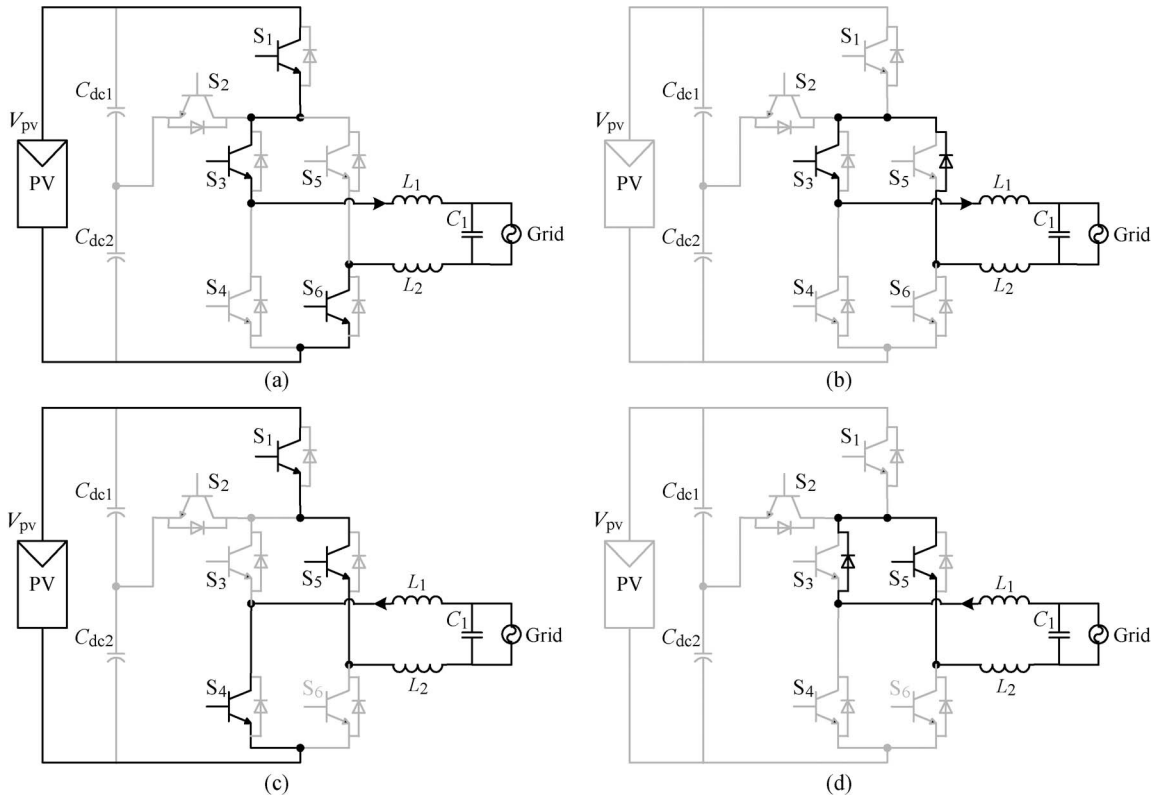 S1
Cdc1
S2
Vpv
PV
S3
S5
L1
C1
Grid
Cdc2
S4
S6
L2
(a)
S1
Cdc1
S2
Vpv
PV
S3
S5
L1
C1
Grid
Cdc2
S4
S6
L2
(b)
S1
Cdc1
S2
Vpv
PV
S3
S5
L1
C1
Grid
Cdc2
S4
S6
L2
(c)
S1
Cdc1
S2
Vpv
PV
S3
S5
L1
C1
Grid
Cdc2
S4
S6
L2
(d)